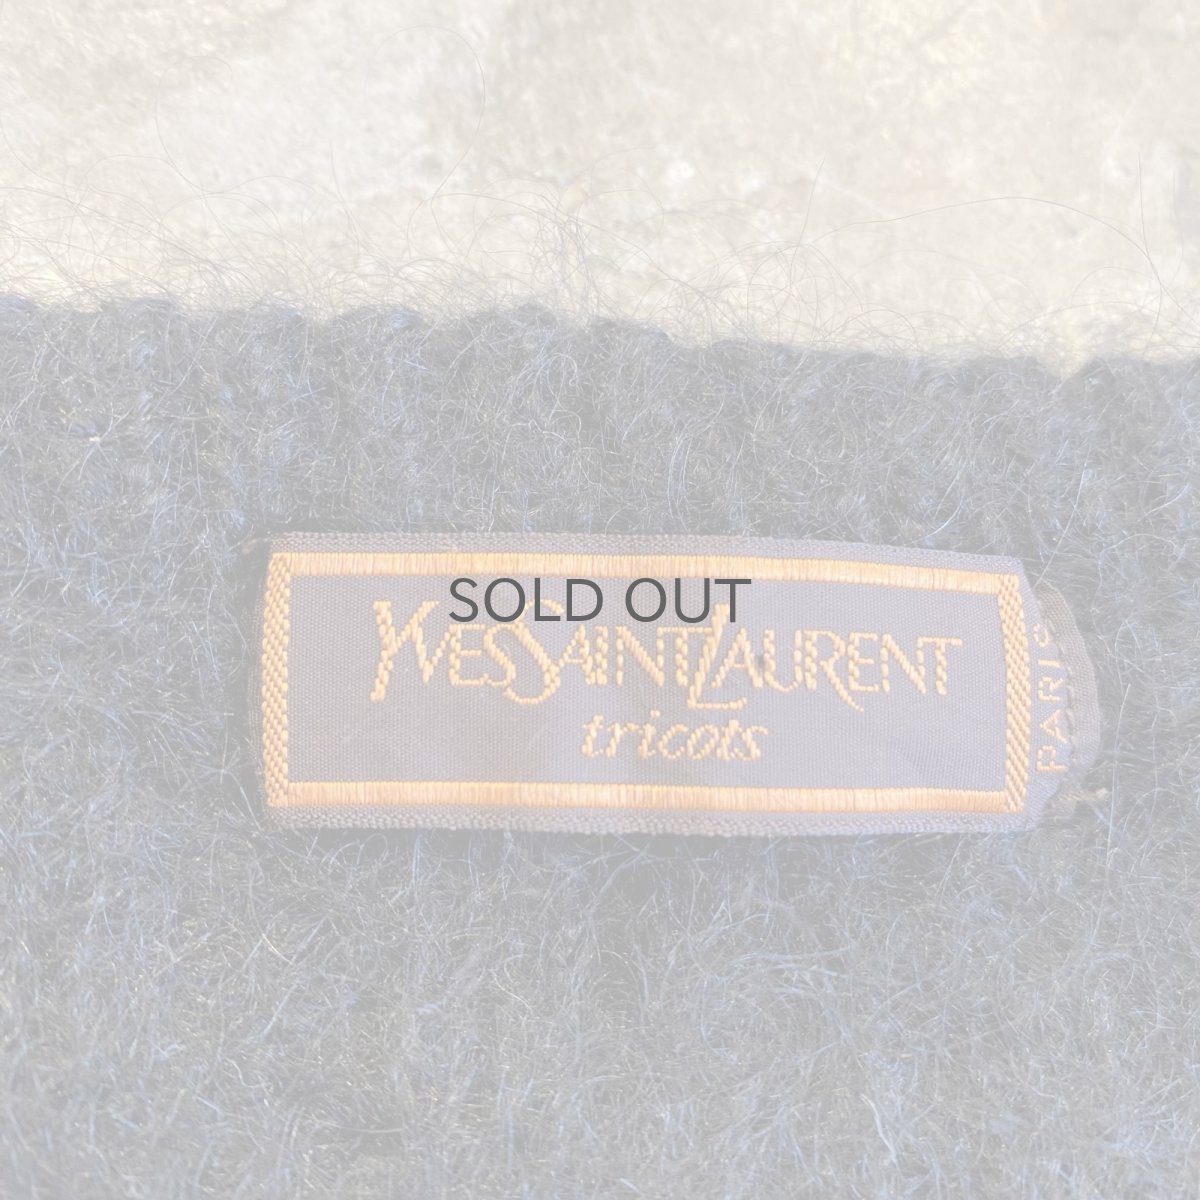 SOLD OUT
YVESSAINTLAURENT
tricots
PARIS